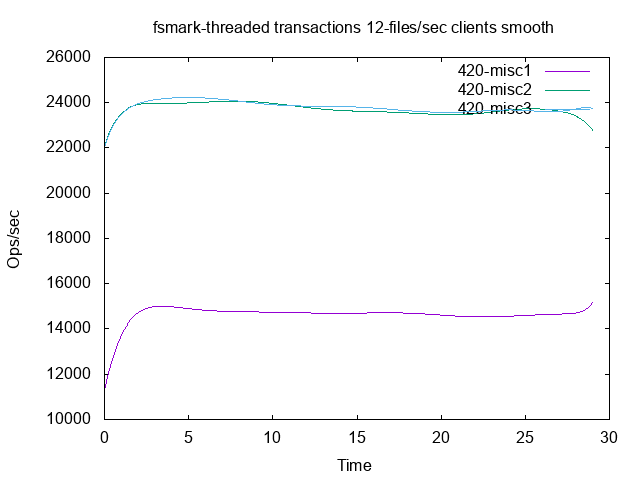 fsmark-threaded transactions 12-files/sec clients smooth
26000
24000
22000
20000
18000
16000
14000
12000
10000
Ops/sec
420-misc1
420-misc2
420-misc3
0 5 10 15 20 25 30
Time